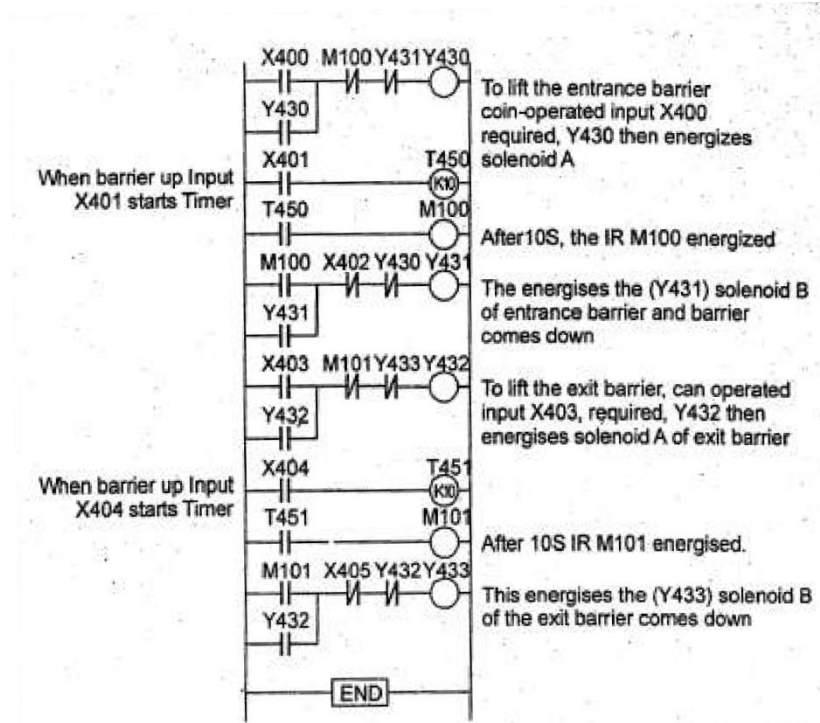 X400 M100 Y431 Y430
Y430
To lift the entrance barrier
coin-operated input X400
required, Y430 then energizes
solenoid A
When barrier up Input
X401 starts Timer
X401 T450
K10
T450 M100
After10S, the IR M100 energized
M100 X402 Y430 Y431
Y431
The energises the (Y431) solenoid B
of entrance barrier and barrier
comes down
X403 M101 Y433 Y432
Y432
To lift the exit barrier, can operated
input X403, required, Y432 then
energises solenoid A of exit barrier
When barrier up Input
X404 starts Timer
X404 T451
K10
T451 M101
After 10S IR M101 energised.
M101 X405 Y432 Y433
Y432
This energises the (Y433) solenoid B
of the exit barrier comes down
END